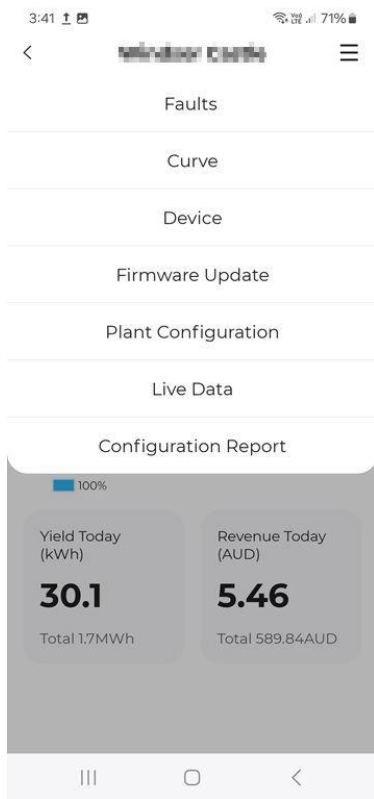 3:41
71%
Faults
Curve
Device
Firmware Update
Plant Configuration
Live Data
Configuration Report
100%
Yield Today
(kWh)
30.1
Total 1.7MWh
Revenue Today
(AUD)
5.46
Total 589.84AUD